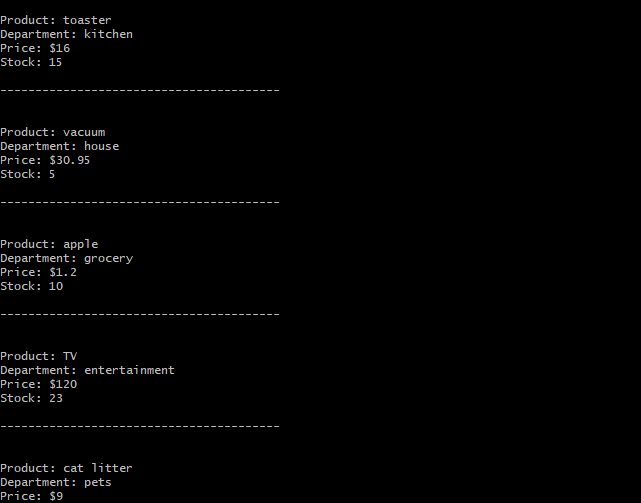 Product: toaster
Department: kitchen
Price: $16
Stock: 15
----------------------------------------
Product: vacuum
Department: house
Price: $30.95
Stock: 5
----------------------------------------
Product: apple
Department: grocery
Price: $1.2
Stock: 10
----------------------------------------
Product: TV
Department: entertainment
Price: $120
Stock: 23
----------------------------------------
Product: cat litter
Department: pets
Price: $9